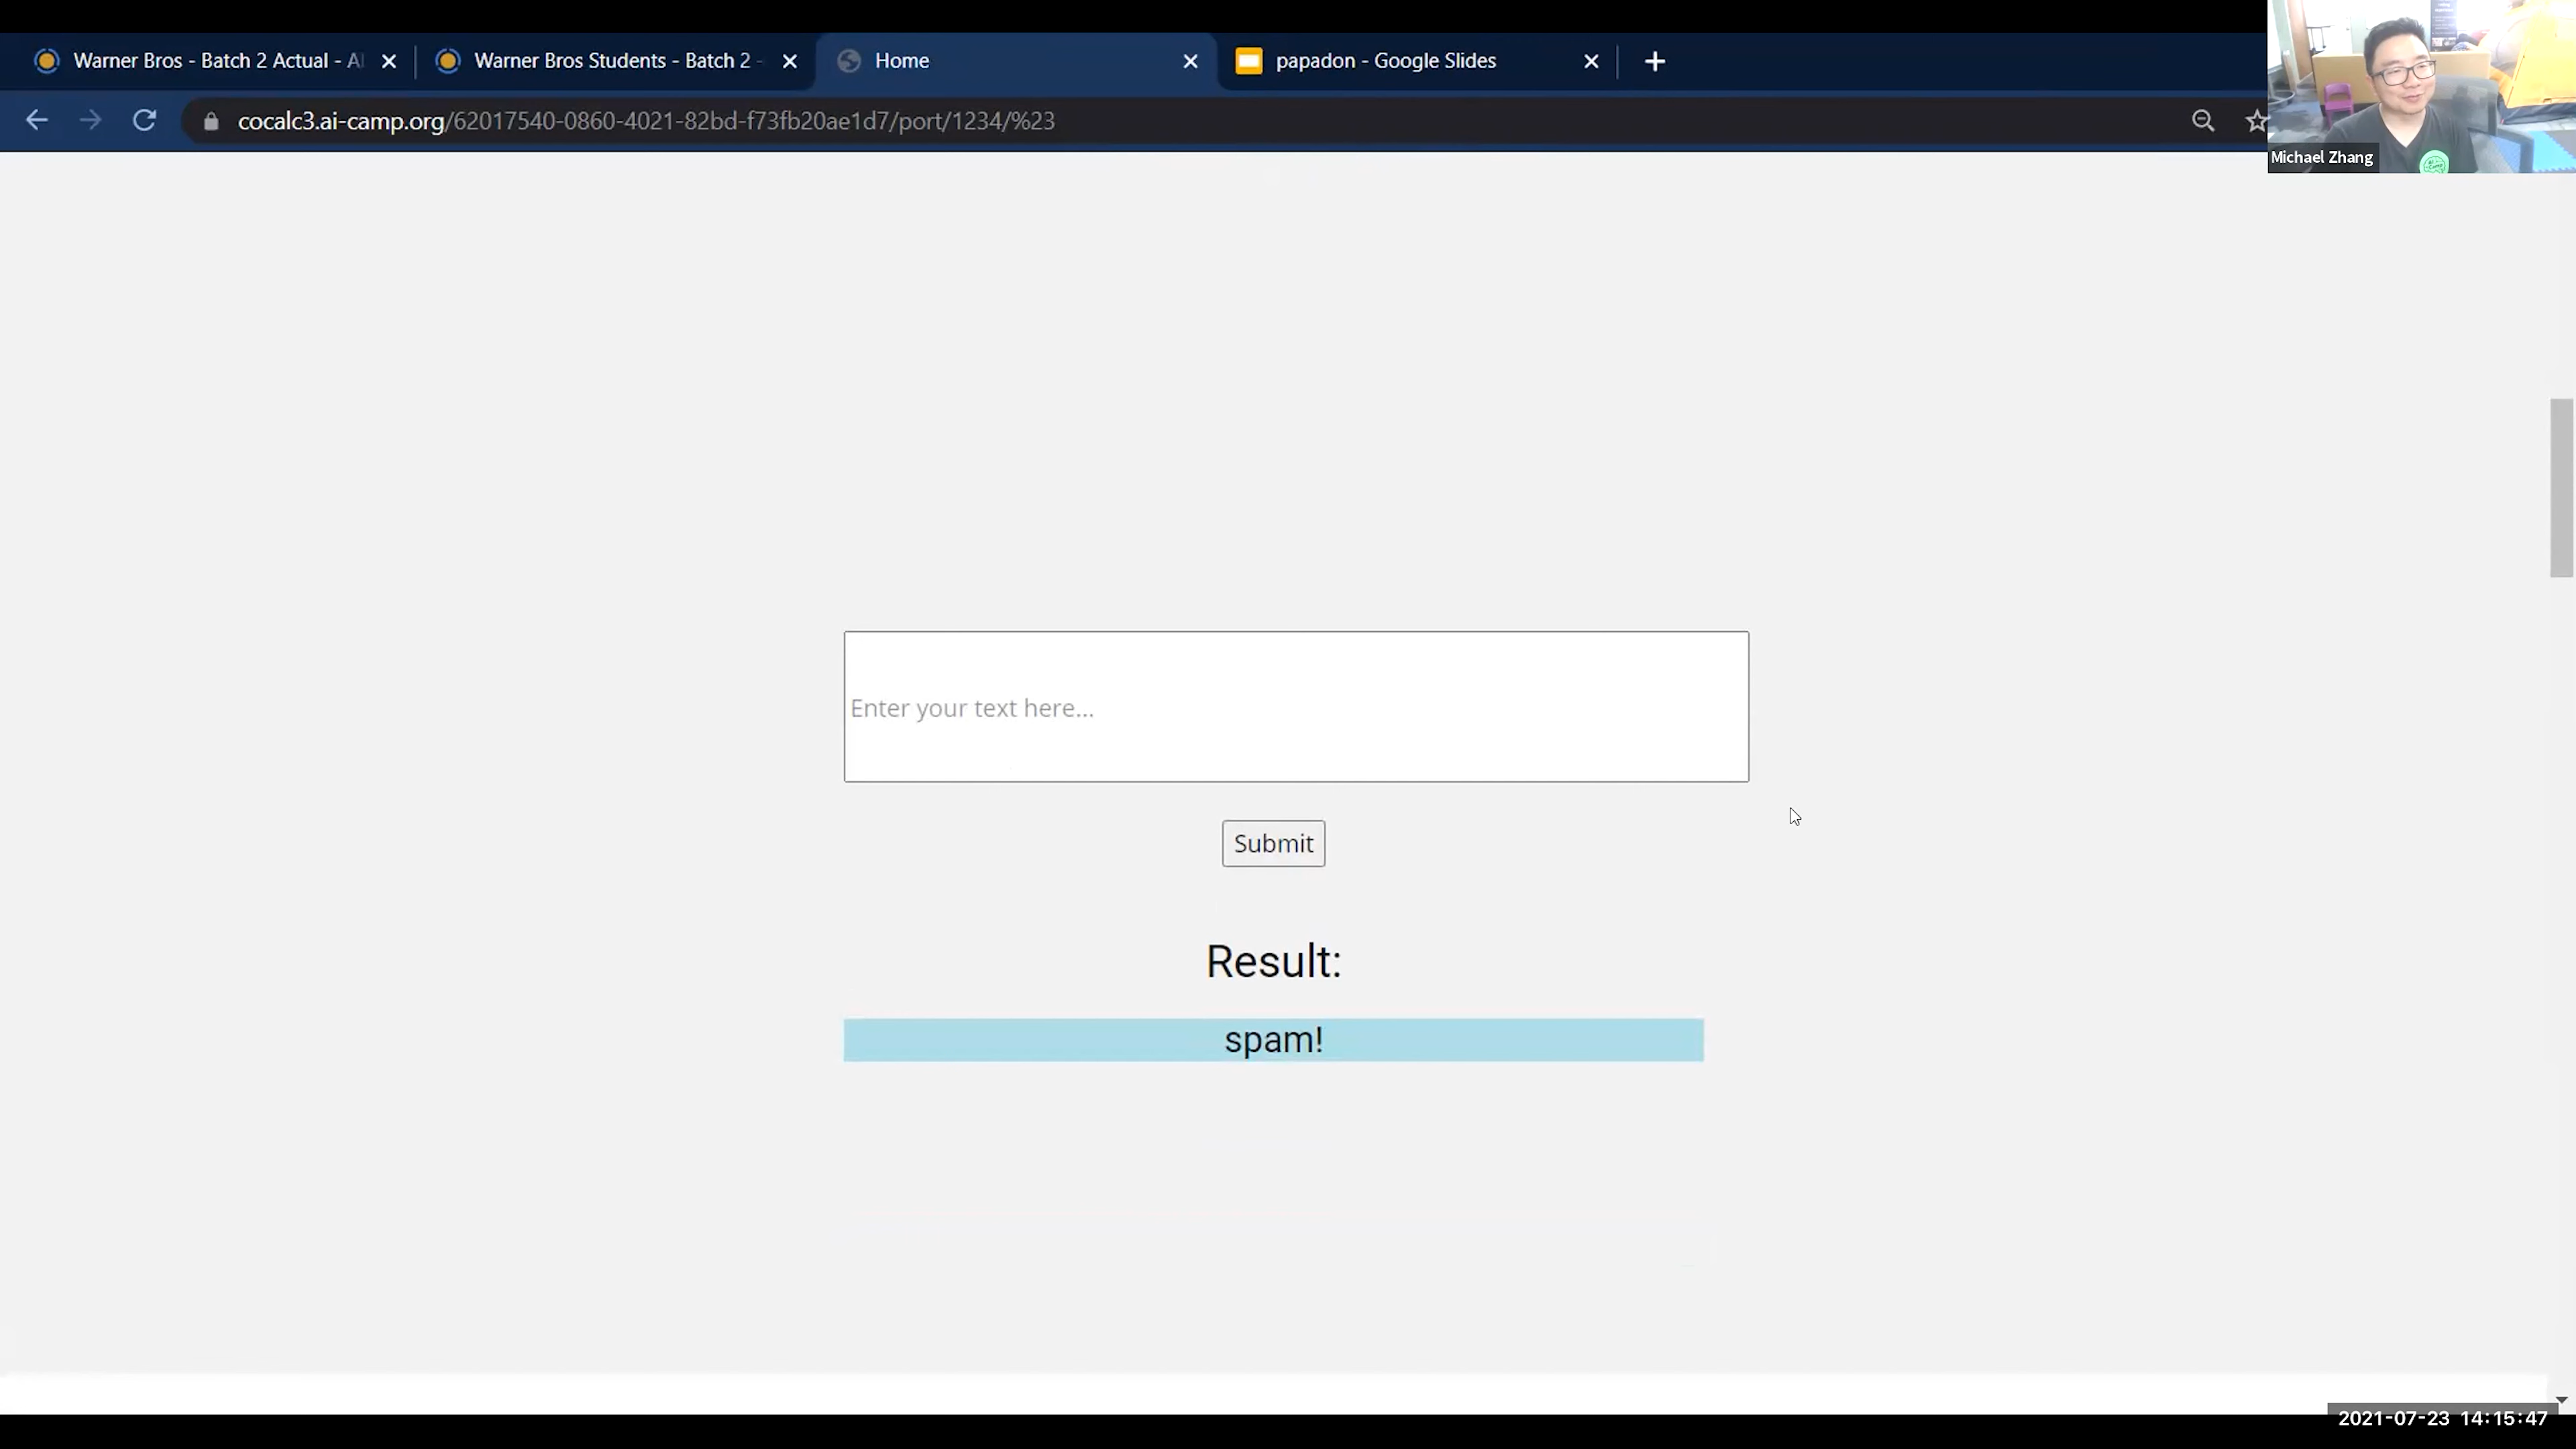 Warner Bros - Batch 2 Actual - AI
Warner Bros Students - Batch 2 -
Home
papadon - Google Slides
cocalc3.ai-camp.org/62017540-0860-4021-82bd-f73fb20ae1d7/port/1234/%23
Michael Zhang
Enter your text here...
Submit
Result:
spam!
2021-07-23 14:15:47